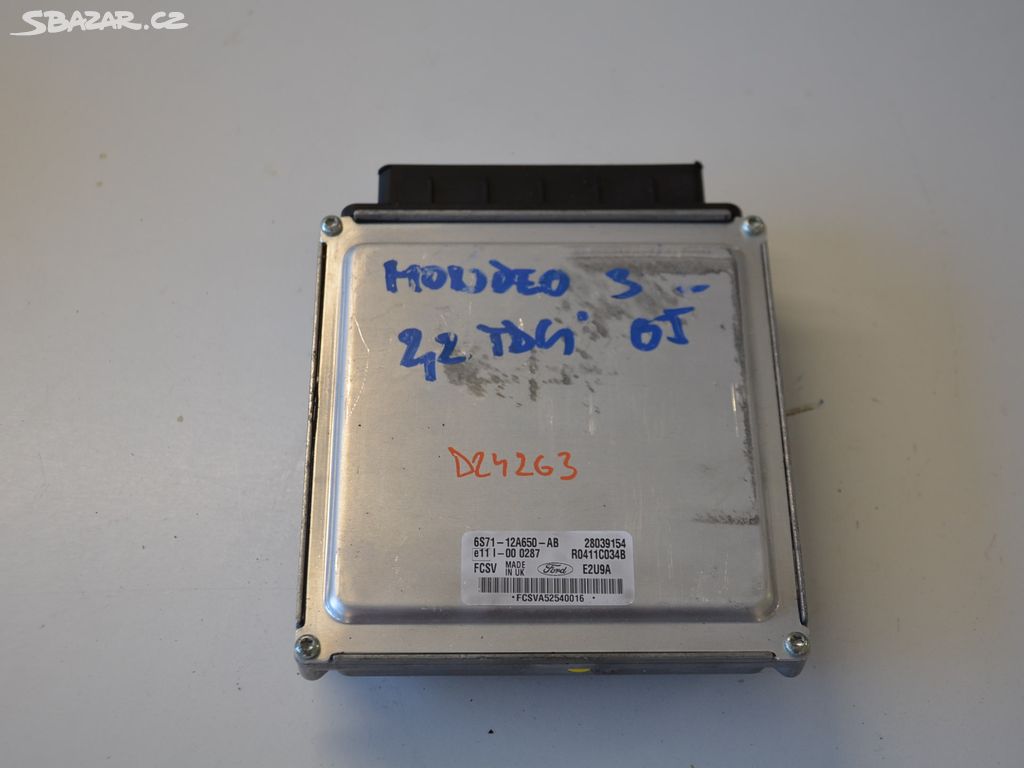 SBAZAR.CZ
MONDEO 3
2,2 TDCi 05
D24263
6S71-12A650-AB 28039154
e11 I-00 0287 R0411C034B
FCSV MADE IN UK Ford E2U9A
•FCSVA52540016•